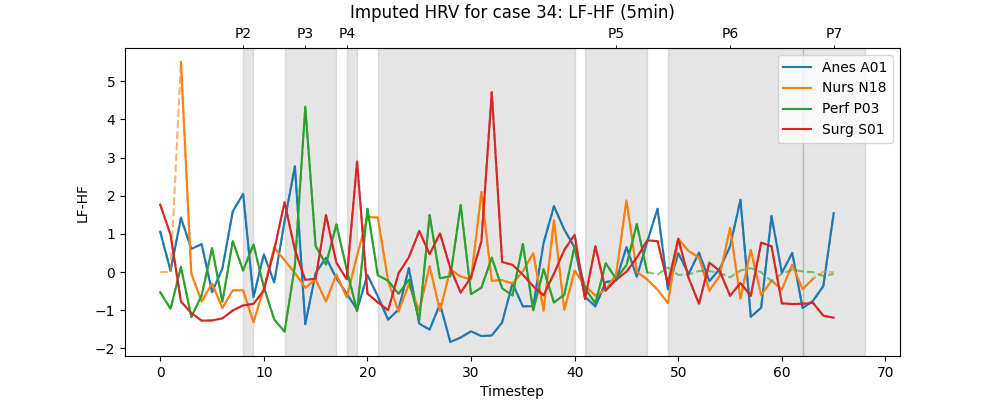 Imputed HRV for case 34: LF-HF (5min)
P2 P3 P4 P5 P6 P7
Anes A01
Nurs N18
Perf P03
Surg S01
5
4
3
2
1
0
−1
−2
LF-HF
0 10 20 30 40 50 60 70
Timestep